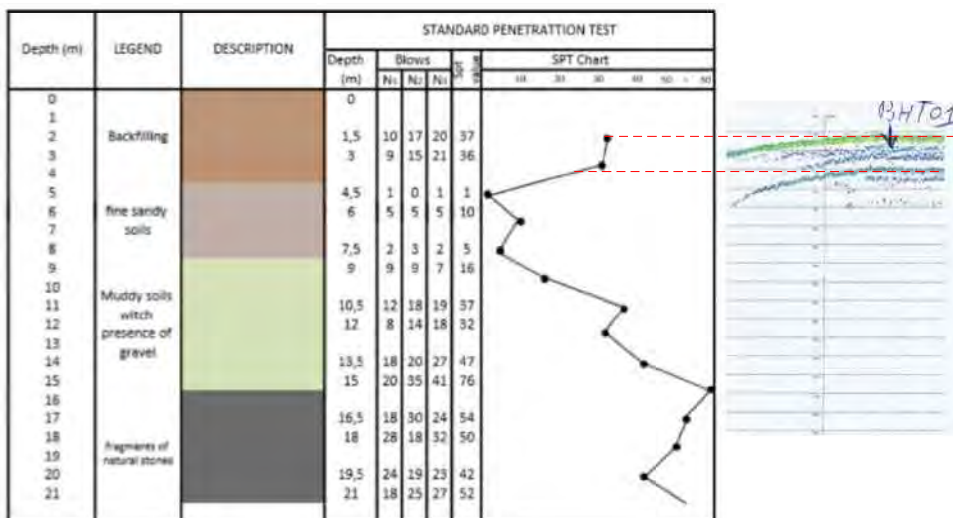 STANDARD PENETRATTION TEST
Depth (m) LEGEND DESCRIPTION
Depth (m) Blows Spt value SPT Chart
N1 N2 N3
10 20 30 40 50 50
0 0
1
2 Backfilling 1,5 10 17 20 37
3 3 9 15 21 36
4
5 4,5 1 0 1 1
6 fine sandy soils 6 5 5 5 10
7
8 7,5 2 3 2 5
9 9 9 9 7 16
10
11 Muddy soils witch presence of gravel 10,5 12 18 19 37
12 12 8 14 18 32
13
14 13,5 18 20 27 47
15 15 20 35 41 76
16
17 16,5 18 30 24 54
18 18 28 18 32 50
19 fragments of natural stones
20 19,5 24 19 23 42
21 21 18 25 27 52
BHT01